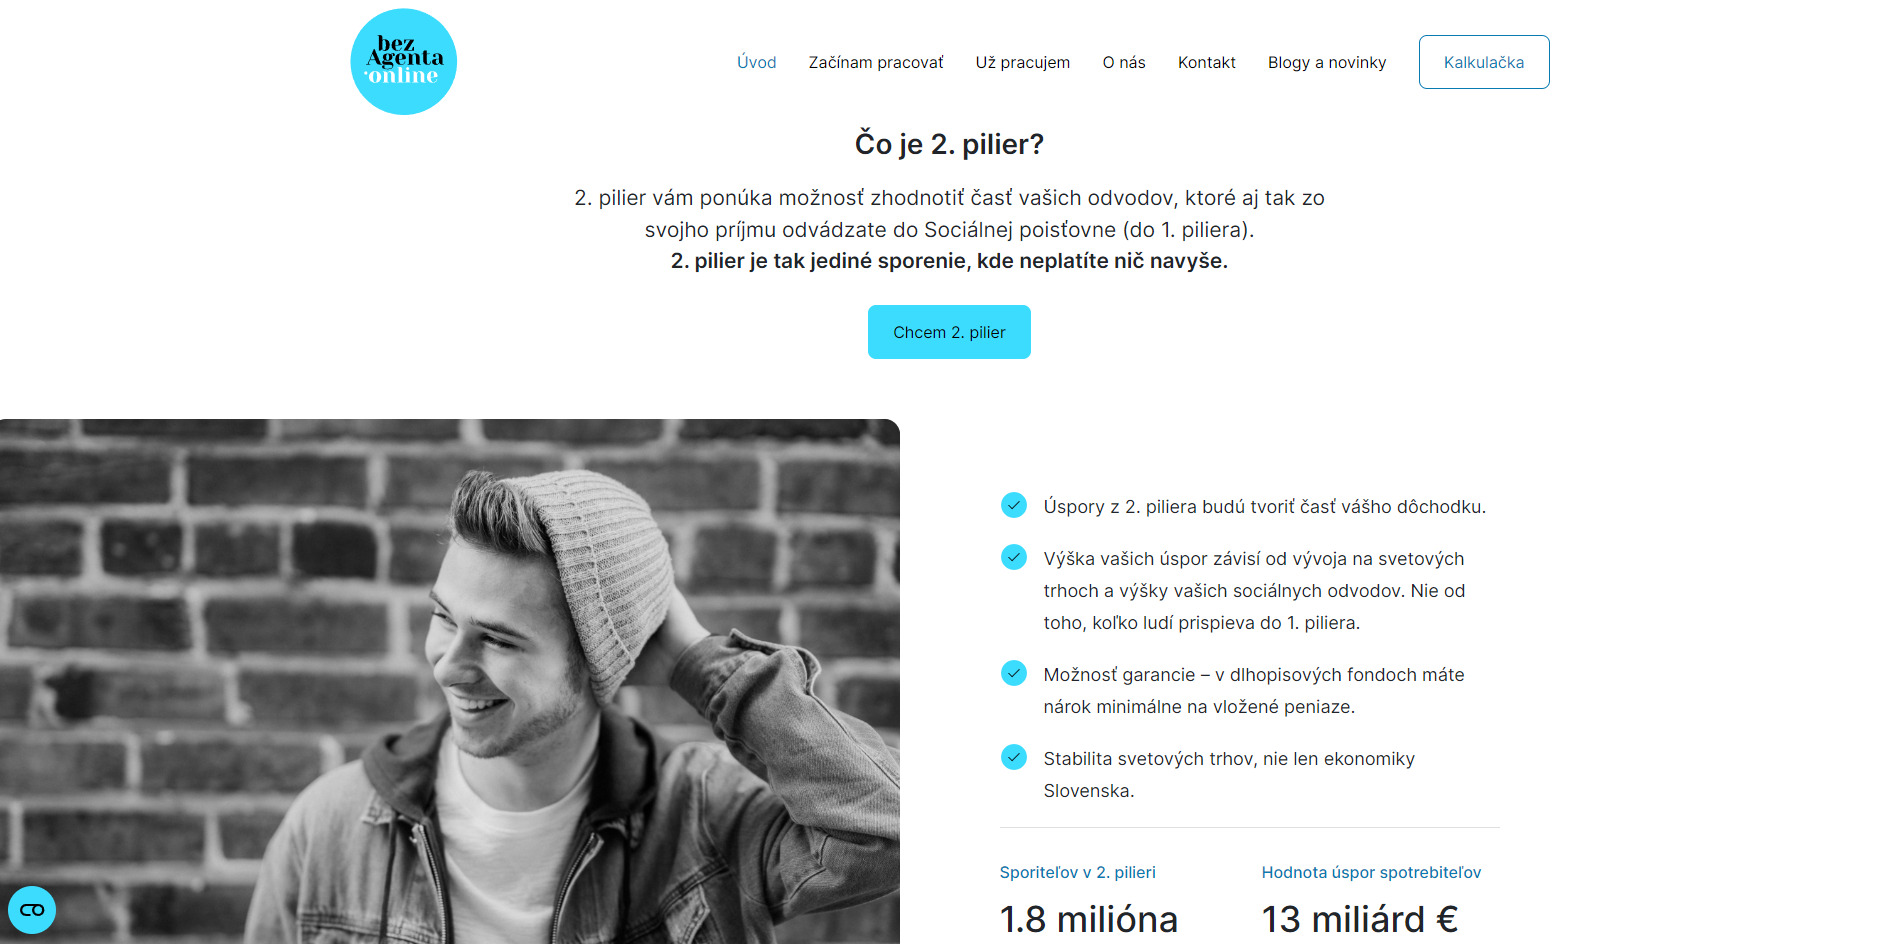 bez
Agenta
online
Úvod
Začínam pracovať
Už pracujem
O nás
Kontakt
Blogy a novinky
Kalkulačka
Čo je 2. pilier?
2. pilier vám ponúka možnosť zhodnotiť časť vašich odvodov, ktoré aj tak zo
svojho príjmu odvádzate do Sociálnej poisťovne (do 1. piliera).
2. pilier je tak jediné sporenie, kde neplatíte nič navyše.
Chcem 2. pilier
Úspory z 2. piliera budú tvoriť časť vášho dôchodku.
Výška vašich úspor závisí od vývoja na svetových
trhoch a výšky vašich sociálnych odvodov. Nie od
toho, koľko ludí prispieva do 1. piliera.
Možnosť garancie – v dlhopisových fondoch máte
nárok minimálne na vložené peniaze.
Stabilita svetových trhov, nie len ekonomiky
Slovenska.
Sporiteľov v 2. pilieri
1.8 milióna
Hodnota úspor spotrebiteľov
13 miliárd €